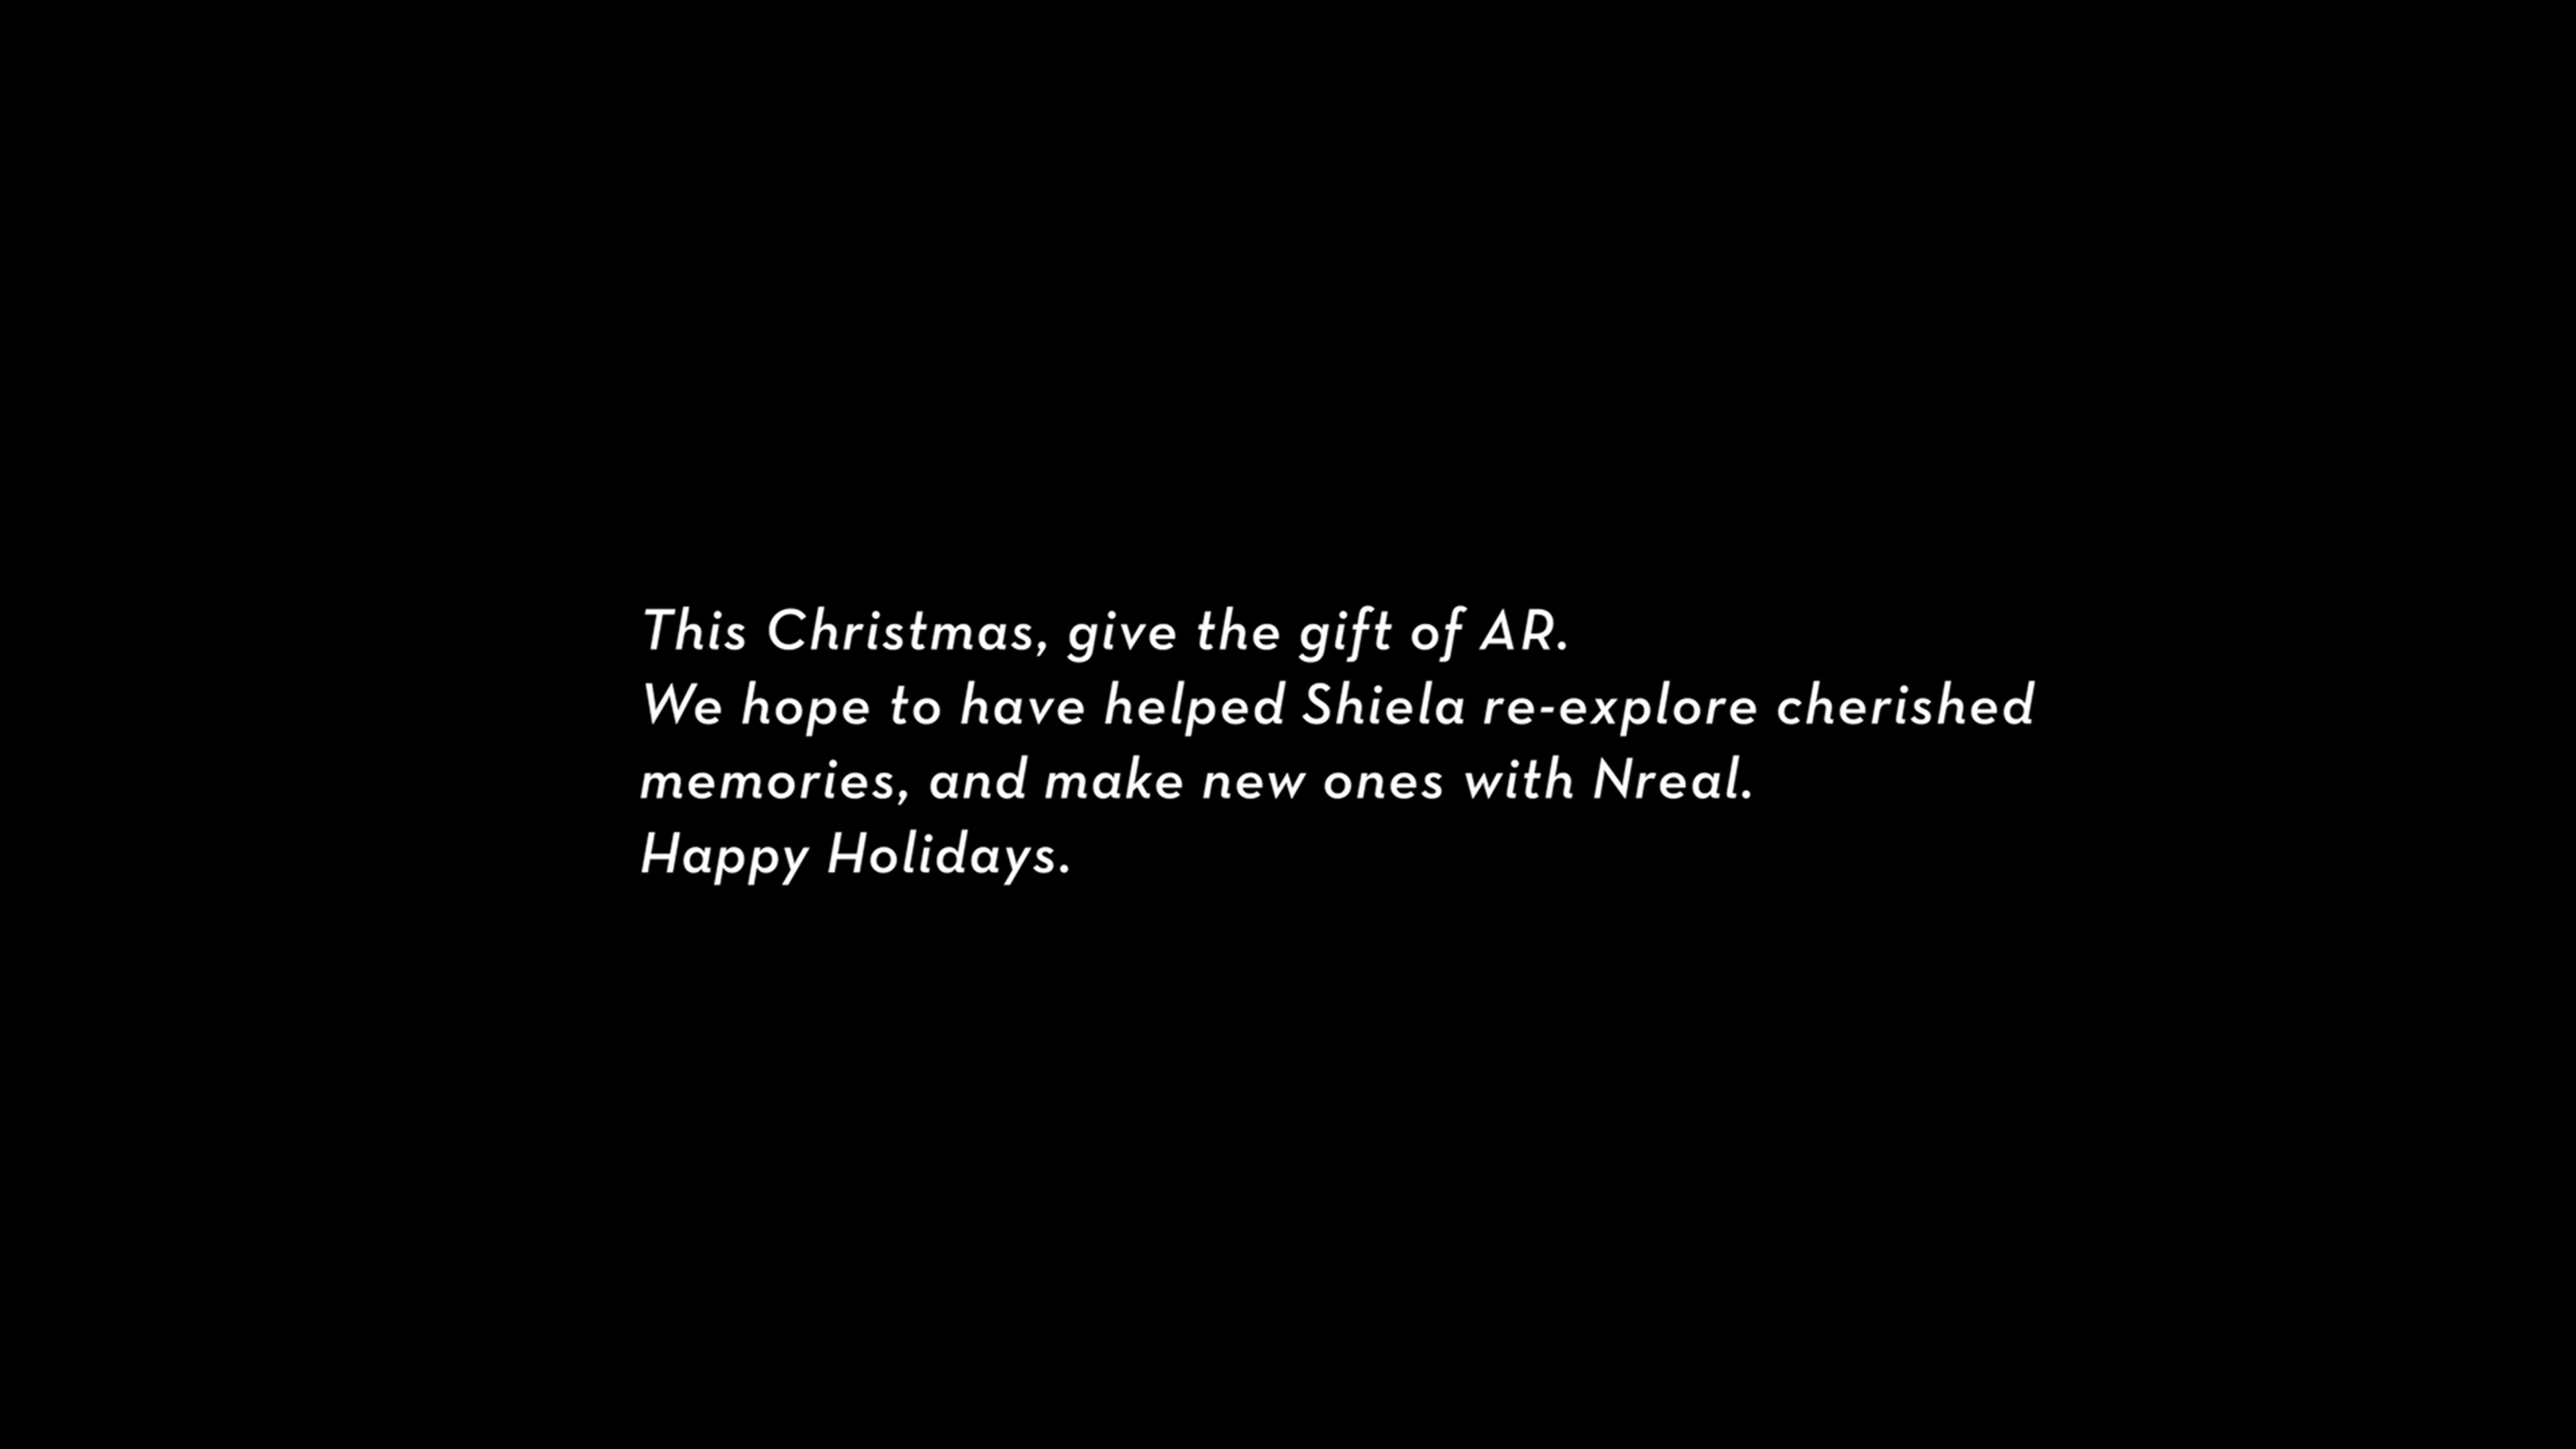 This Christmas, give the gift of AR.
We hope to have helped Shiela re-explore cherished
memories, and make new ones with Nreal.
Happy Holidays.